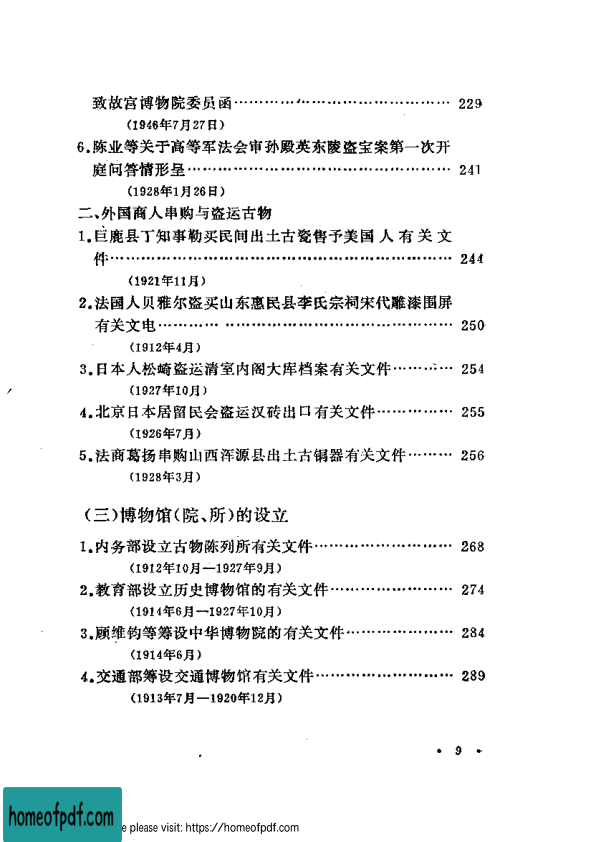 致故宫博物院委员函…………………………………… 229
(1946年7月27日)
6.陈业等关于高等军法会审孙殿英东陵盗宝案第一次开
庭问答情形呈…………………………………………… 241
(1928年1月26日)
二、外国商人串购与盗运古物
1.巨鹿县丁知事勒买民间出土古瓷售予美国人有关文
件………………………………………………………… 244
(1921年11月)
2.法国人贝雅尔盗买山东惠民县李氏宗祠宋代雕漆围屏
有关文电………………………………………………… 250
(1912年4月)
3.日本人松崎盗运清室内阁大库档案有关文件………… 254
(1927年10月)
4.北京日本居留民会盗运汉砖出口有关文件…………… 255
(1926年7月)
5.法商葛扬串购山西浑源县出土古铜器有关文件……… 256
(1928年3月)
(三)博物馆(院、所)的设立
1.内务部设立古物陈列所有关文件……………………… 268
(1912年10月—1927年9月)
2.教育部设立历史博物馆的有关文件…………………… 274
(1914年6月—1927年10月)
3.顾维钧等筹设中华博物院的有关文件………………… 284
(1914年6月)
4.交通部筹设交通博物馆有关文件……………………… 289
(1913年7月—1920年12月)
• 9 •
homeofpdf.com
e please visit: https://homeofpdf.com